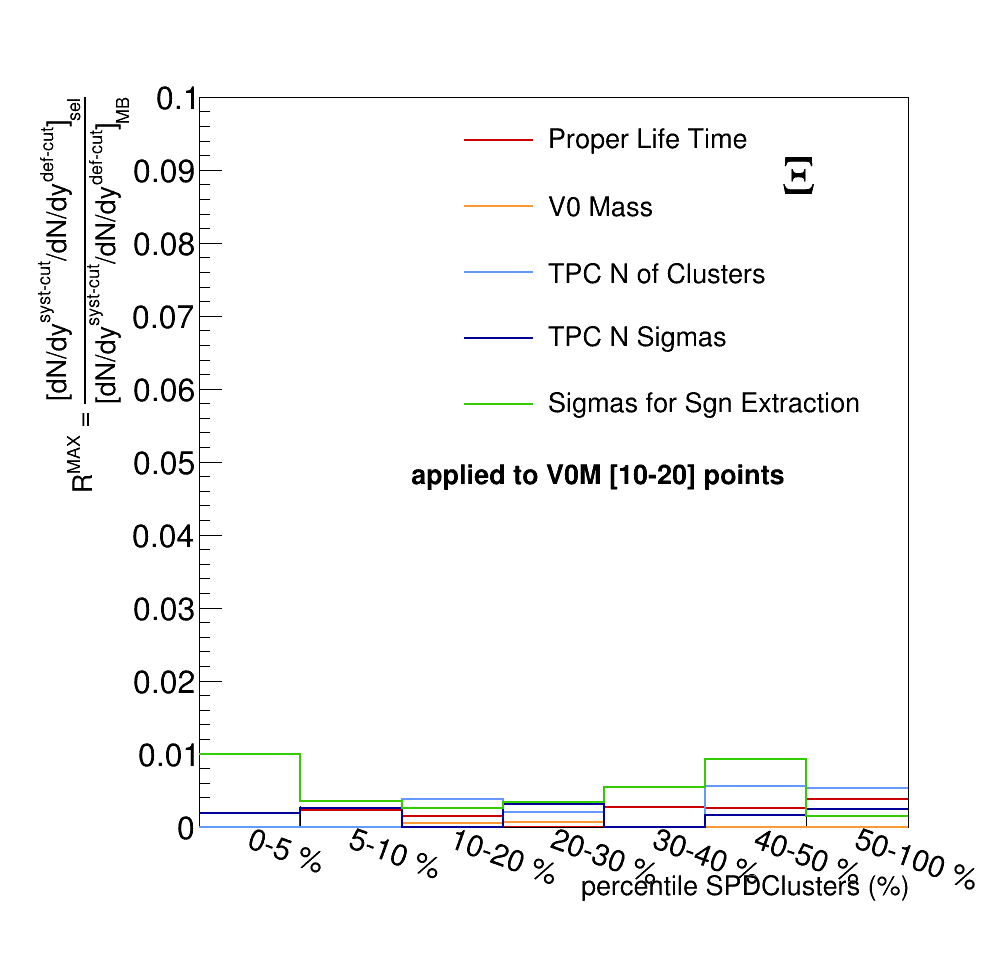 R^MAX = [dN/dy^syst-cut/dN/dy^def-cut]_sel
[dN/dy^syst-cut/dN/dy^def-cut]_MB
0.1
0.09
0.08
0.07
0.06
0.05
0.04
0.03
0.02
0.01
0
Proper Life Time
V0 Mass
TPC N of Clusters
TPC N Sigmas
Sigmas for Sgn Extraction
Ξ
applied to V0M [10-20] points
0-5 %
5-10 %
10-20 %
20-30 %
30-40 %
40-50 %
50-100 %
percentile SPDClusters (%)